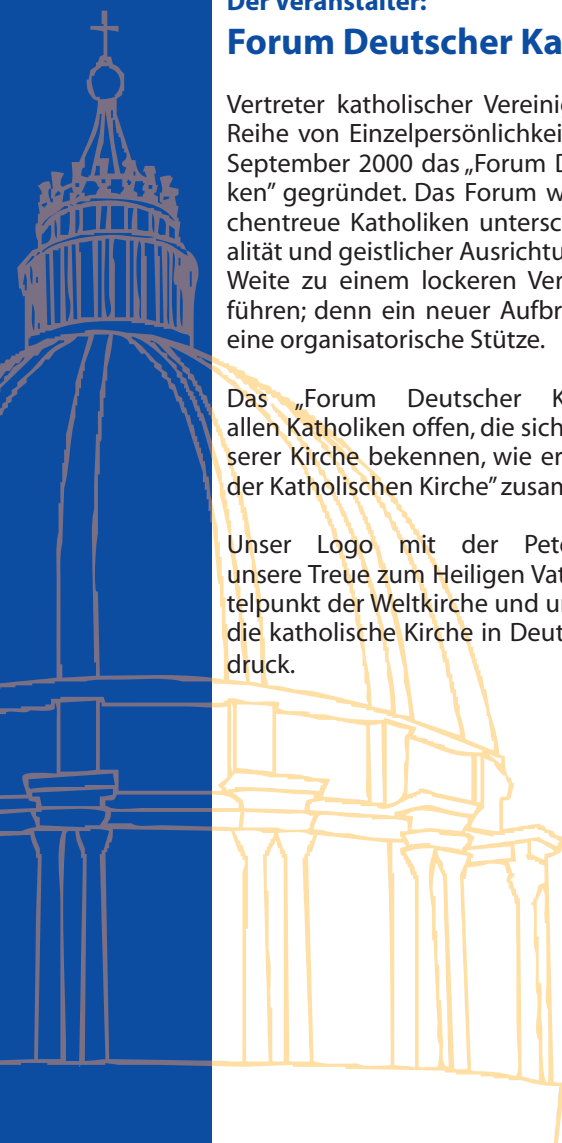 Der Veranstalter:
Forum Deutscher Ka
Vertreter katholischer Vereini
Reihe von Einzelpersönlichkei
September 2000 das „Forum D
ken” gegründet. Das Forum w
chentreue Katholiken untersc
alität und geistlicher Ausrichtu
Weite zu einem lockeren Ver
führen; denn ein neuer Aufbr
eine organisatorische Stütze.
Das „Forum Deutscher K
allen Katholiken offen, die sich
serer Kirche bekennen, wie er
der Katholischen Kirche” zusam
Unser Logo mit der Pete
unsere Treue zum Heiligen Vat
telpunkt der Weltkirche und u
die katholische Kirche in Deut
druck.